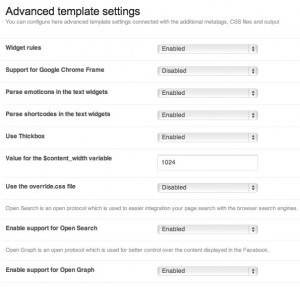 Advanced template settings
You can configure here advanced template settings connected with the additional metatags, CSS files and output
Widget rules
Enabled
Support for Google Chrome Frame
Disabled
Parse emoticons in the text widgets
Enabled
Parse shortcodes in the text widgets
Enabled
Use Thickbox
Enabled
Value for the $content_width variable
1024
Use the override.css file
Disabled
Open Search is an open protocol which is used to easier integration your page search with the browser search engines.
Enable support for Open Search
Enabled
Open Graph is an open protocol which is used for better control over the content displayed in the Facebook.
Enable support for Open Graph
Enabled